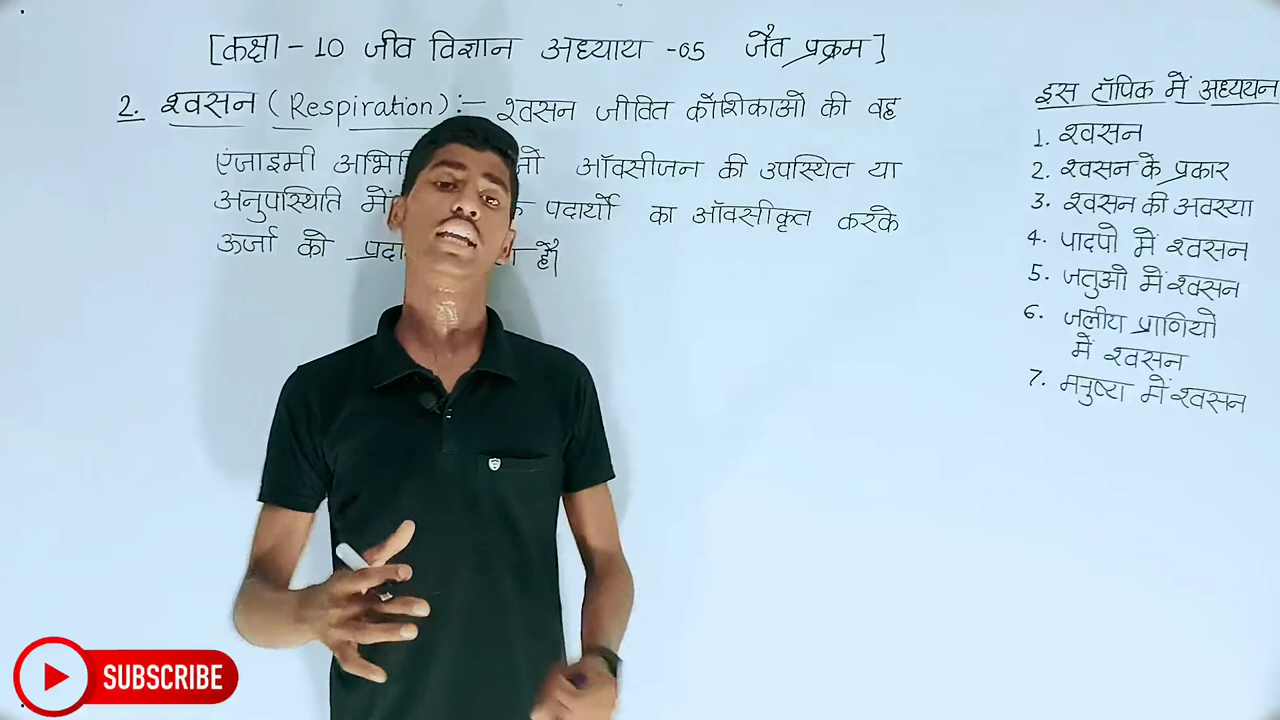 [कक्षा - 10 जीव विज्ञान अध्याय -05 जैव प्रक्रम]
2. श्वसन (Respiration) :- श्वसन जीवित कोशिकाओं की वह
एंजाइमी ऑक्सीजन की उपस्थित या
अनुपस्थिति में पदार्थो का ऑक्सीकृत करके
ऊर्जा को है।
इस टॉपिक में अध्ययन
1. श्वसन
2. श्वसन के प्रकार
3. श्वसन की अवस्था
4. पादपो में श्वसन
5. जतुओ में श्वसन
6. जलीय प्राणियो
में श्वसन
7. मनुष्य में श्वसन
SUBSCRIBE